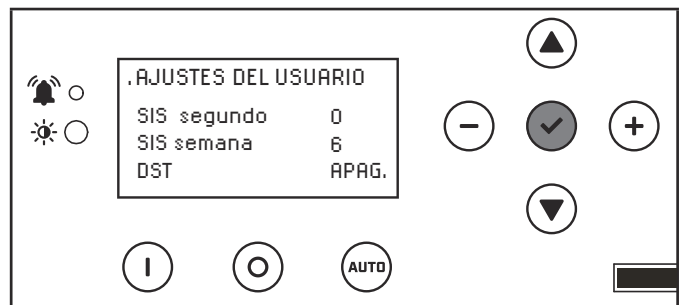 .AJUSTES DEL USUARIO
SIS segundo 0
SIS semana 6
DST APAG.
AUTO